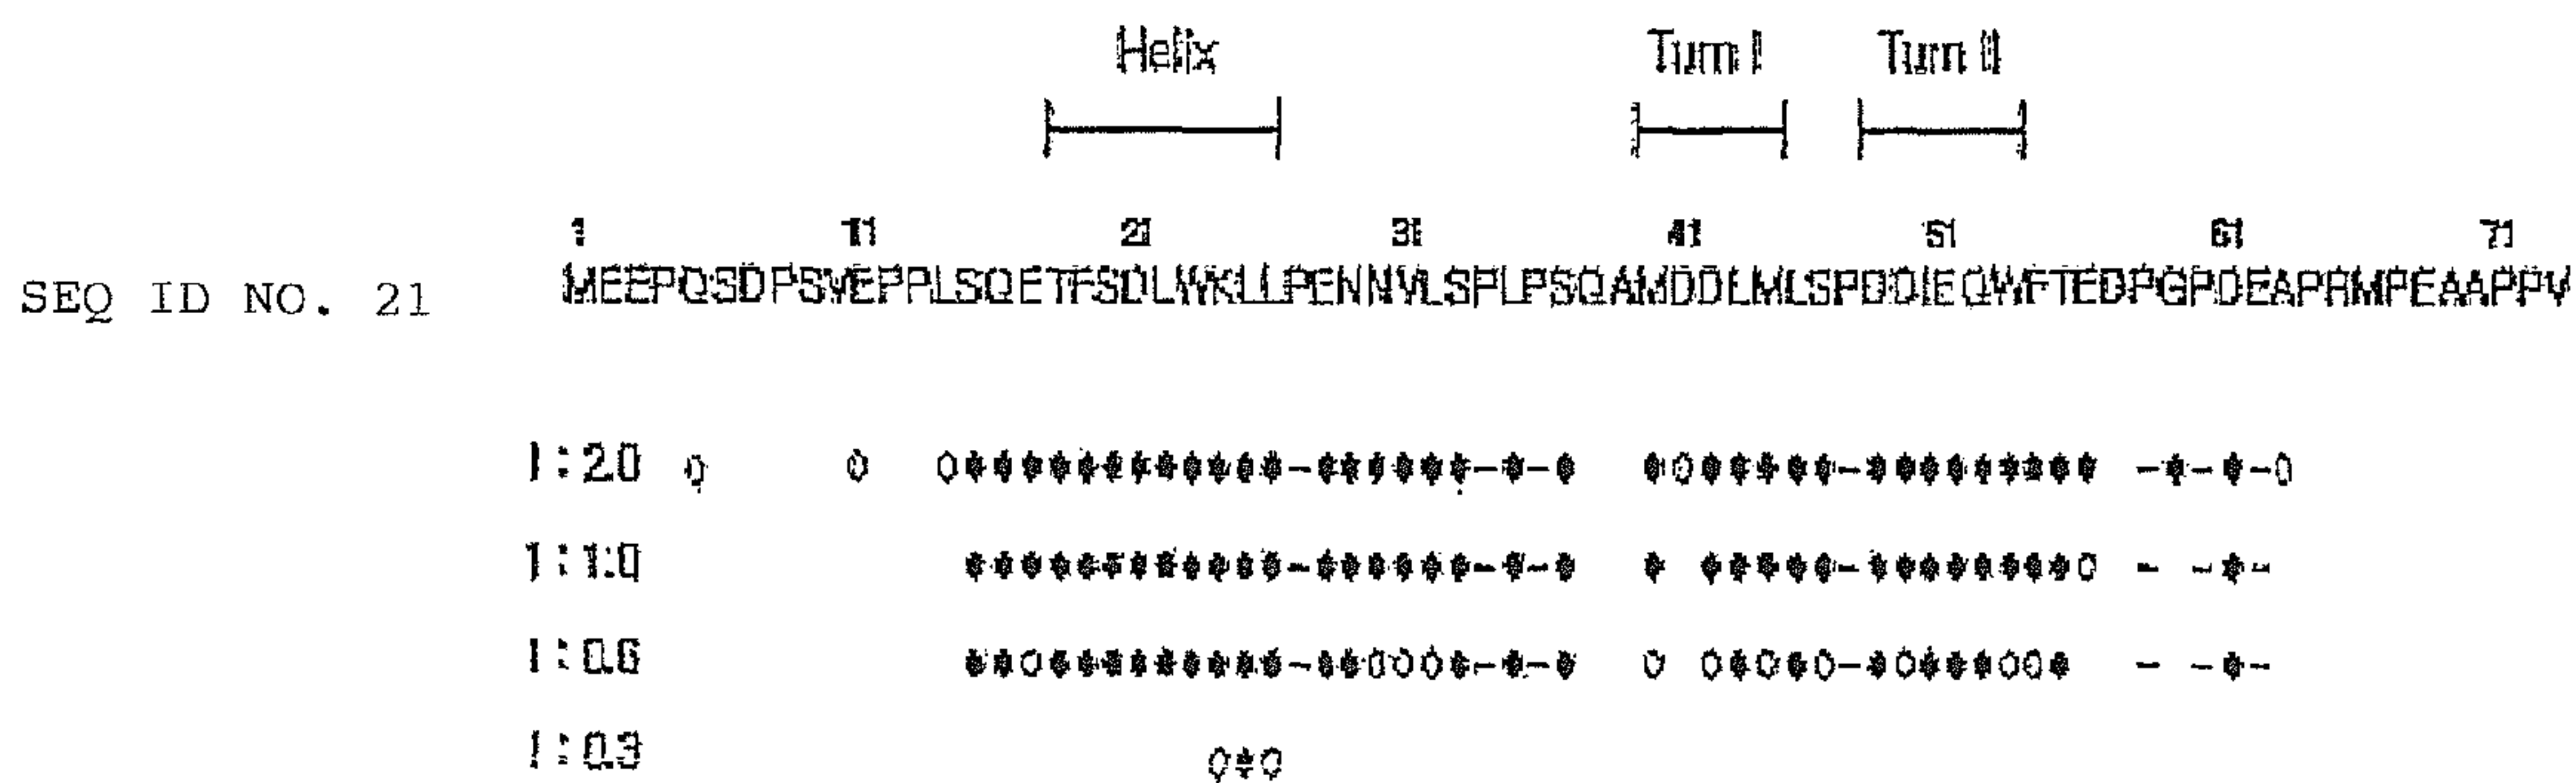 Helix Turn I Turn II
1 11 21 31 41 51 61 71
SEQ ID NO. 21 MEEPQSDPSVEPPLSQETFSDLWKLLPENNVLSPLPSQAMDDLMLSPDDIEQWFTEDPGPDEAPRMPEAAPPV
1:2.0
1:1.0
1:0.6
1:0.3